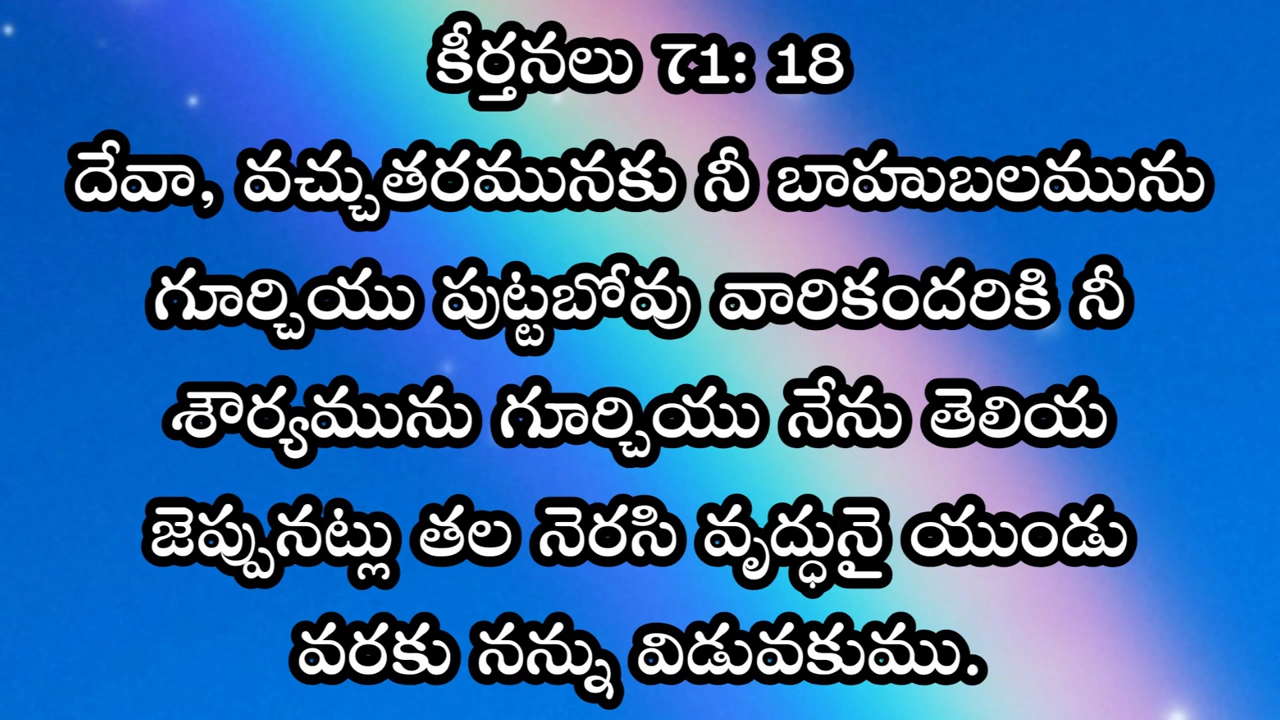 కీర్తనలు 71: 18
దేవా, వచ్చుతరమునకు నీ బాహుబలమును
గూర్చియు పుట్టబోవు వారికందరికి నీ
శౌర్యమును గూర్చియు నేను తెలియ
జెప్పునట్లు తల నెరసి వృద్ధునై యుండు
వరకు నన్ను విడువకుము.